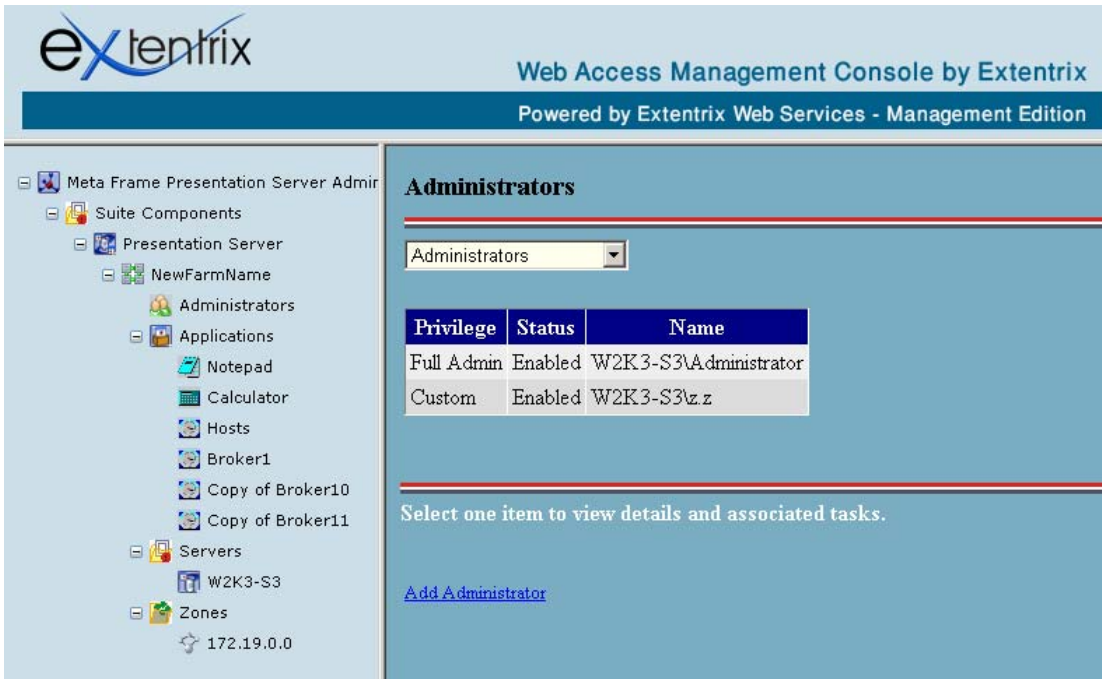 extentrix
Web Access Management Console by Extentrix
Powered by Extentrix Web Services - Management Edition
Meta Frame Presentation Server Admir
Suite Components
Presentation Server
NewFarmName
Administrators
Applications
Notepad
Calculator
Hosts
Broker1
Copy of Broker10
Copy of Broker11
Servers
W2K3-S3
Zones
172.19.0.0
Administrators
Administrators
Privilege Status Name
Full Admin Enabled W2K3-S3\Administrator
Custom Enabled W2K3-S3\z.z
Select one item to view details and associated tasks.
Add Administrator